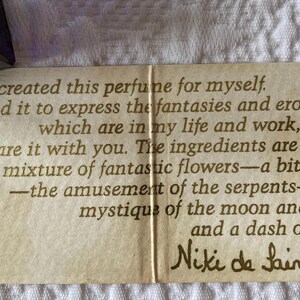 created this perfume for myself.
d it to express the fantasies and ero
which are in my life and work,
are it with you. The ingredients are
mixture of fantastic flowers—a bit
—the amusement of the serpents—
mystique of the moon and
and a dash o
Niki de Sain